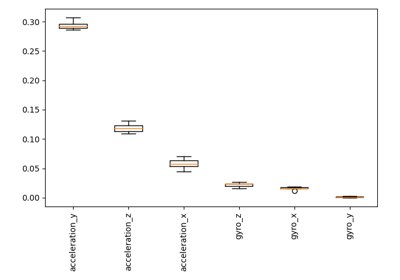 0.30
0.25
0.20
0.15
0.10
0.05
0.00
acceleration_y
acceleration_z
acceleration_x
gyro_z
gyro_x
gyro_y